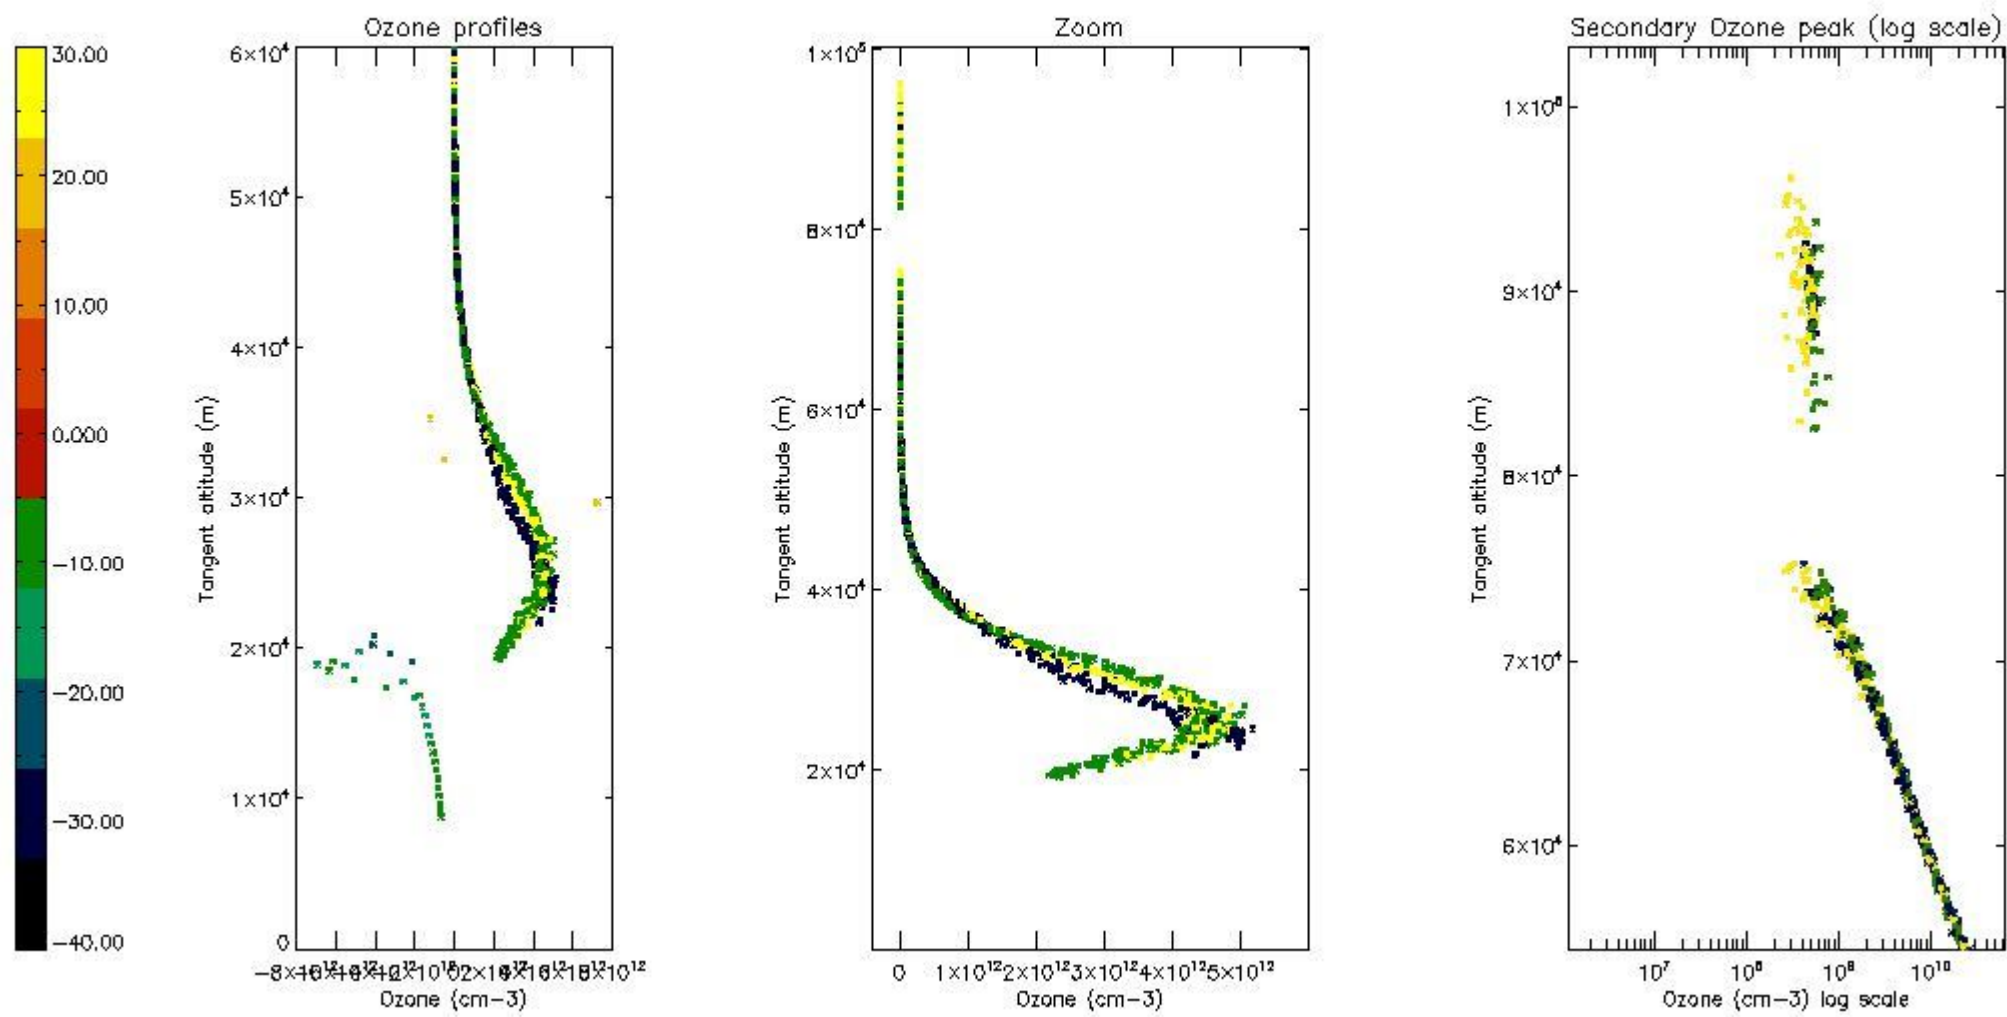 Ozone profiles
Zoom
Secondary Ozone peak (log scale)
30.00
20.00
10.00
0.000
−10.00
−20.00
−30.00
−40.00
6×10⁴
5×10⁴
4×10⁴
3×10⁴
2×10⁴
1×10⁴
0
Tangent altitude (m)
Ozone (cm−3)
1×10⁵
8×10⁴
6×10⁴
4×10⁴
2×10⁴
Tangent altitude (m)
0 1×10¹² 2×10¹² 3×10¹² 4×10¹² 5×10¹²
Ozone (cm−3)
9×10⁴
8×10⁴
7×10⁴
6×10⁴
Tangent altitude (m)
10⁷ 10⁸ 10⁹ 10¹⁰
Ozone (cm−3) log scale